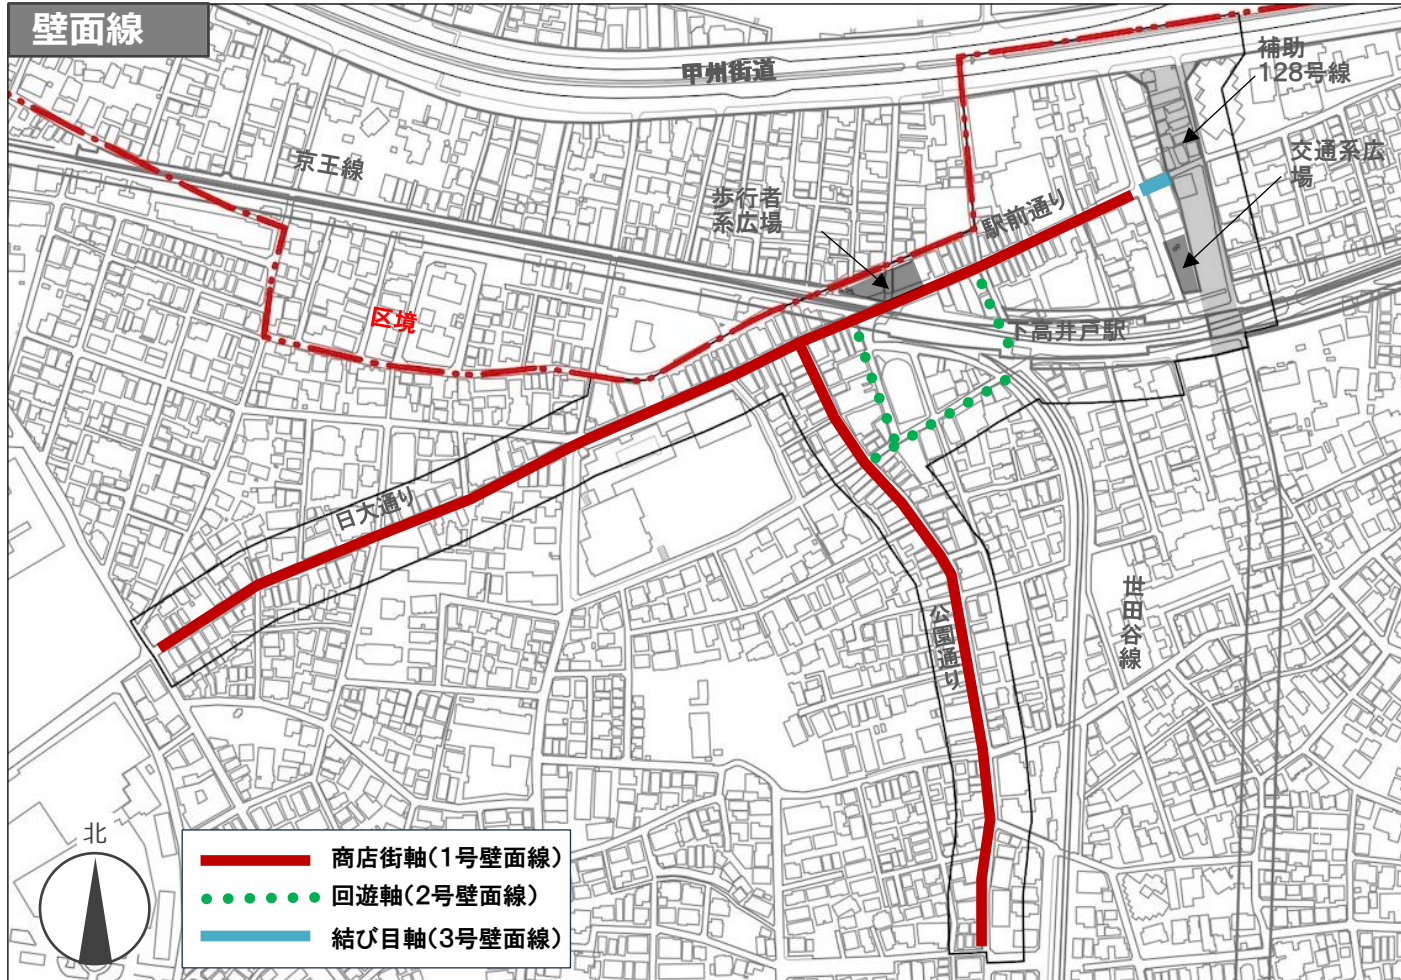 壁面線
甲州街道
補助
128号線
京王線
交通系広
場
歩行者
系広場
駅前通り
区境
下高井戸駅
日大通り
世田谷線
公園通り
北
商店街軸(1号壁面線)
回遊軸(2号壁面線)
結び目軸(3号壁面線)